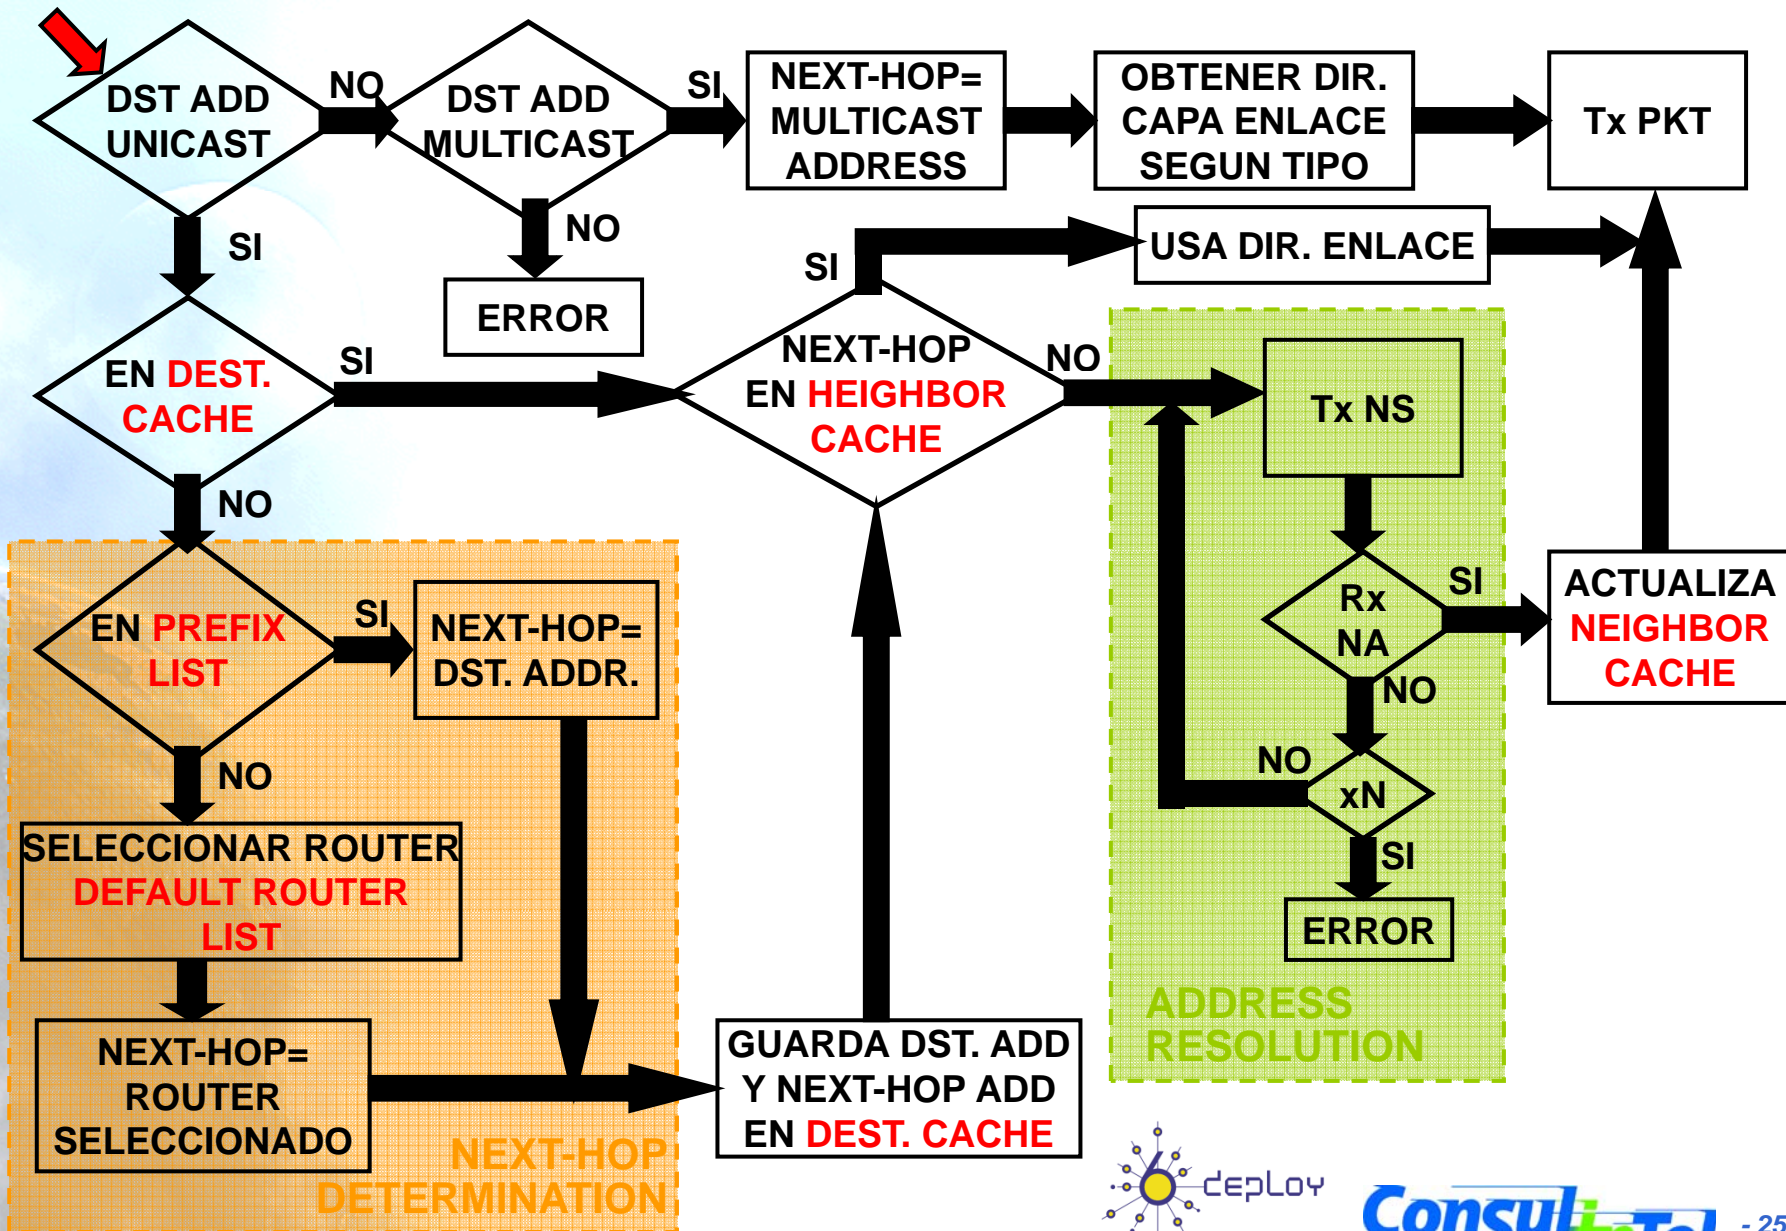 DST ADD
UNICAST
NO
DST ADD
MULTICAST
SI
NEXT-HOP=
MULTICAST
ADDRESS
OBTENER DIR.
CAPA ENLACE
SEGUN TIPO
Tx PKT
SI
NO
ERROR
SI
USA DIR. ENLACE
EN DEST.
CACHE
SI
NEXT-HOP
EN HEIGHBOR
CACHE
NO
Tx NS
NO
EN PREFIX
LIST
SI
NEXT-HOP=
DST. ADDR.
Rx
NA
SI
ACTUALIZA
NEIGHBOR
CACHE
NO
NO
xN
NO
SI
ERROR
SELECCIONAR ROUTER
DEFAULT ROUTER
LIST
ADDRESS
RESOLUTION
NEXT-HOP=
ROUTER
SELECCIONADO
GUARDA DST. ADD
Y NEXT-HOP ADD
EN DEST. CACHE
NEXT-HOP
DETERMINATION
6 deploy
ConsulinTel
- 25